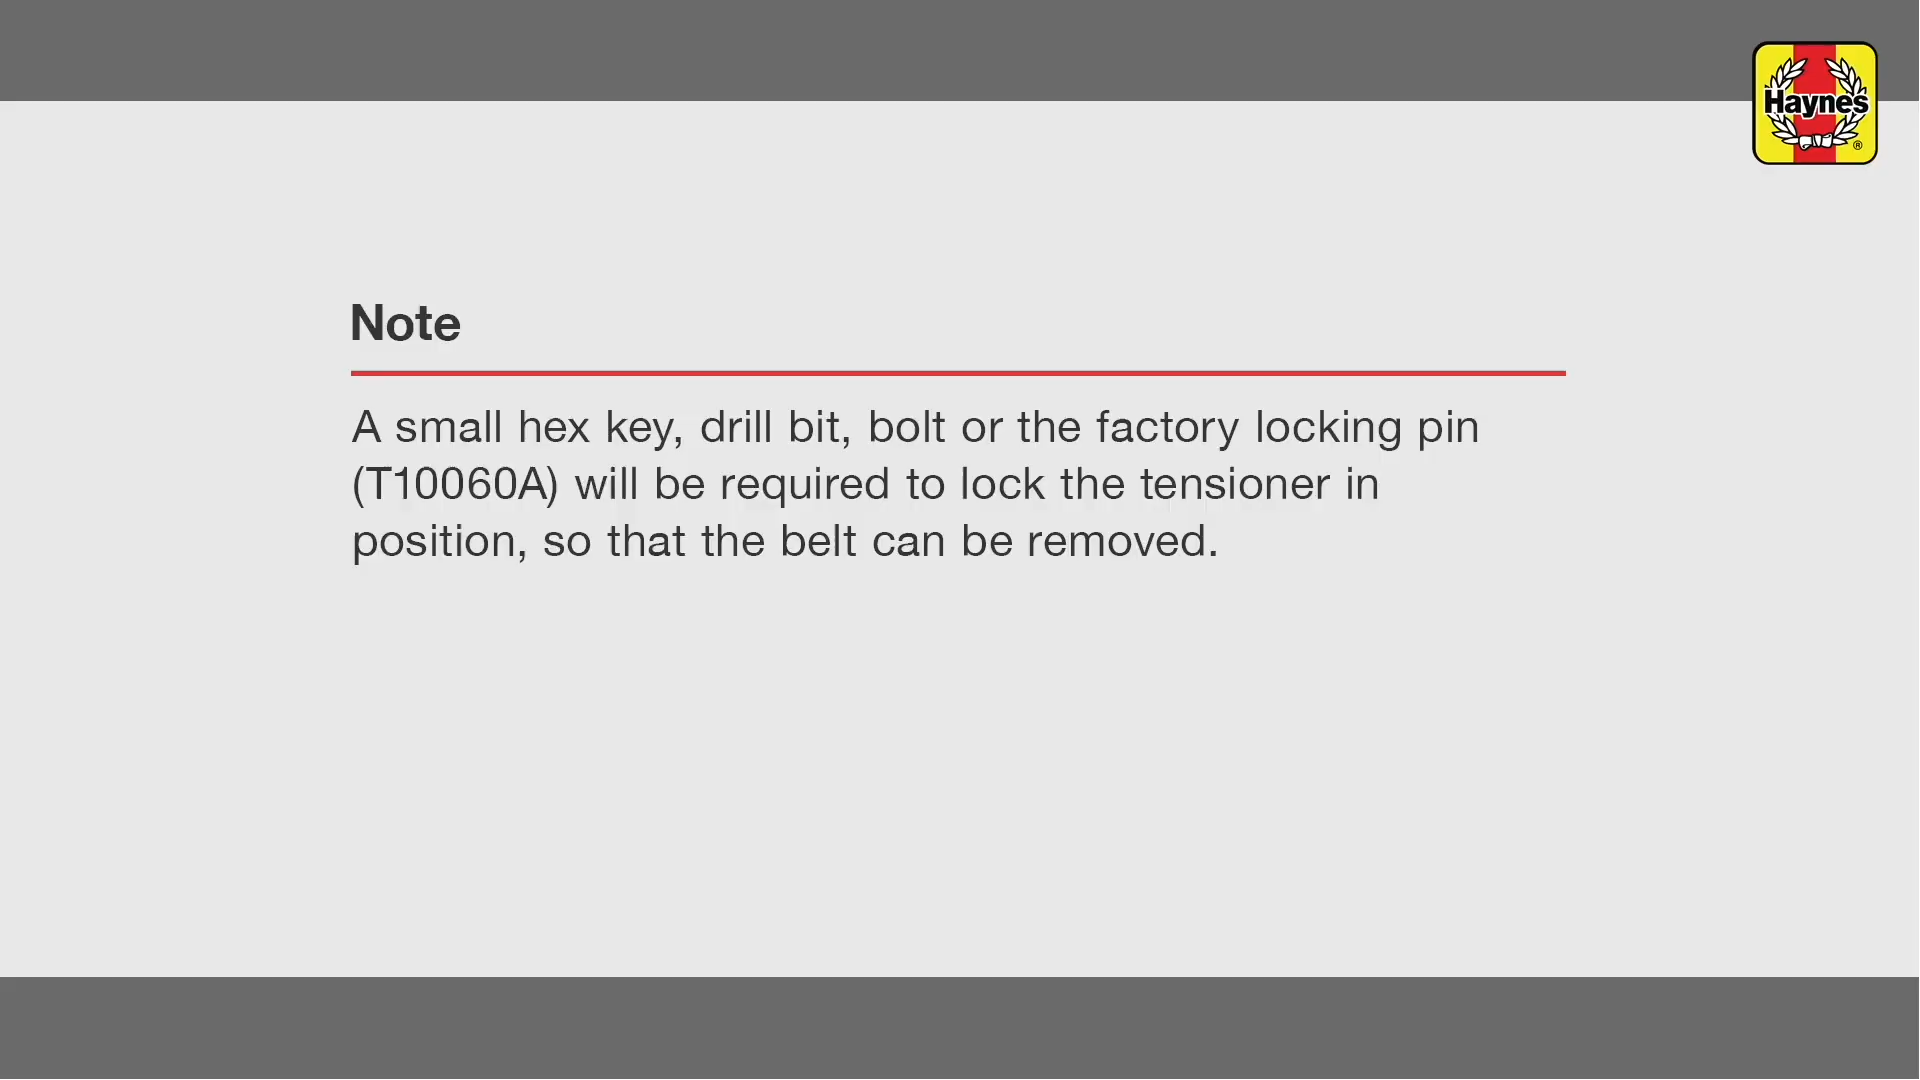 Haynes
®
Note
A small hex key, drill bit, bolt or the factory locking pin
(T10060A) will be required to lock the tensioner in
position, so that the belt can be removed.